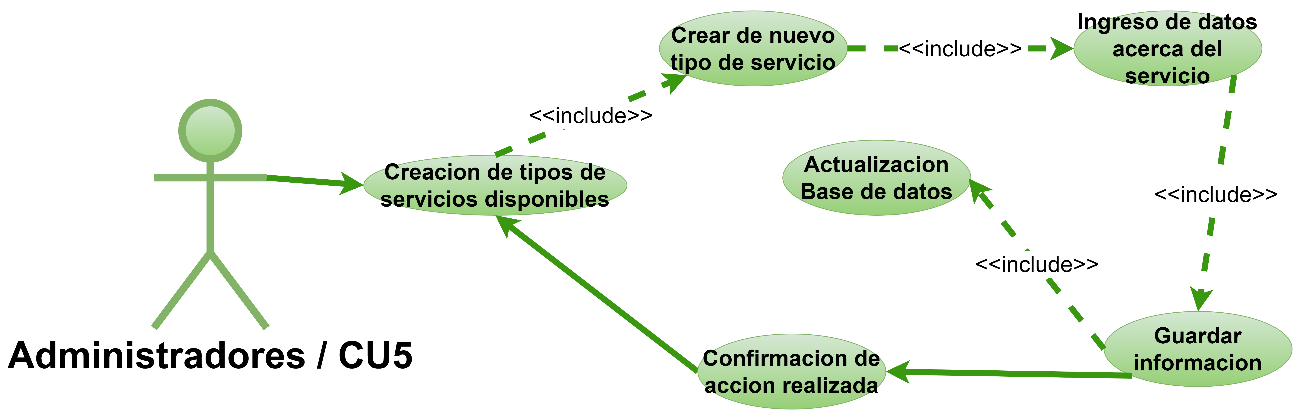 Crear de nuevo
tipo de servicio
<<include>>
Ingreso de datos
acerca del
servicio
<<include>>
Creacion de tipos de
servicios disponibles
Actualizacion
Base de datos
<<include>>
<<include>>
Guardar
informacion
Confirmacion de
accion realizada
Administradores / CU5